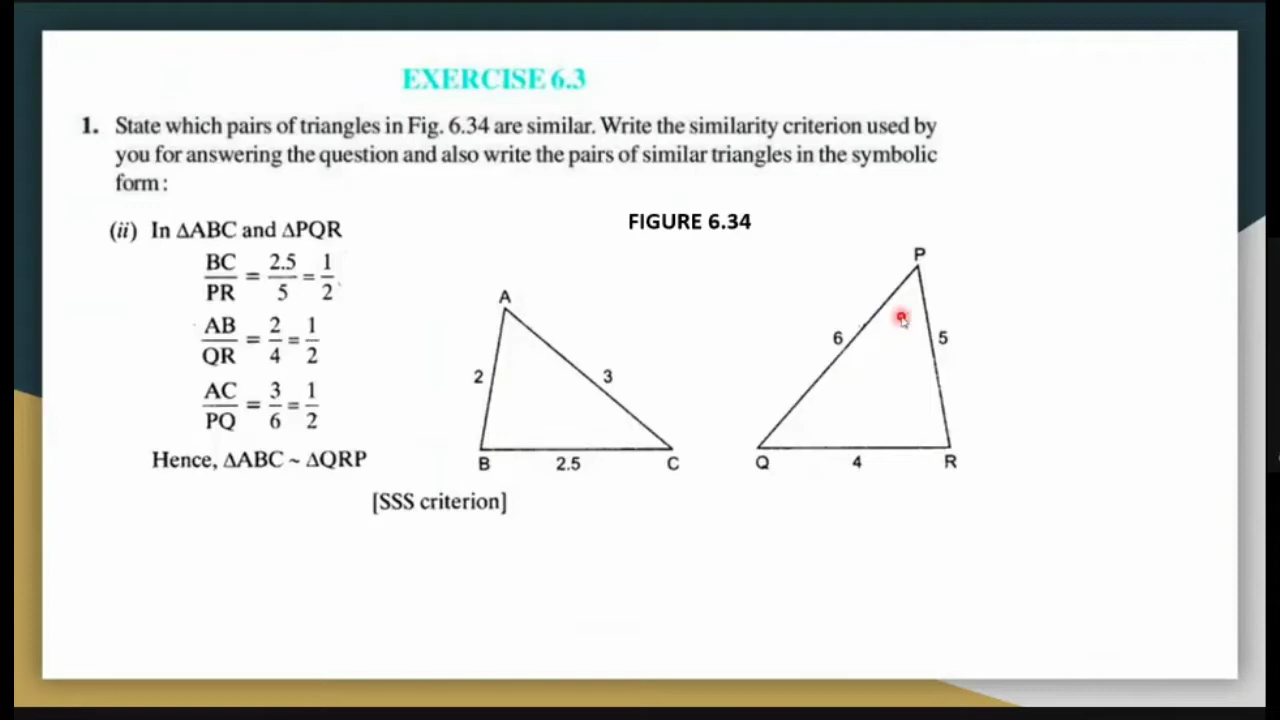 EXERCISE 6.3
1. State which pairs of triangles in Fig. 6.34 are similar. Write the similarity criterion used by
you for answering the question and also write the pairs of similar triangles in the symbolic
form :
(ii) In ΔABC and ΔPQR
BC/PR = 2.5/5 = 1/2
AB/QR = 2/4 = 1/2
AC/PQ = 3/6 = 1/2
Hence, ΔABC ~ ΔQRP
[SSS criterion]
FIGURE 6.34
A
2
3
B
2.5
C
P
6
5
Q
4
R